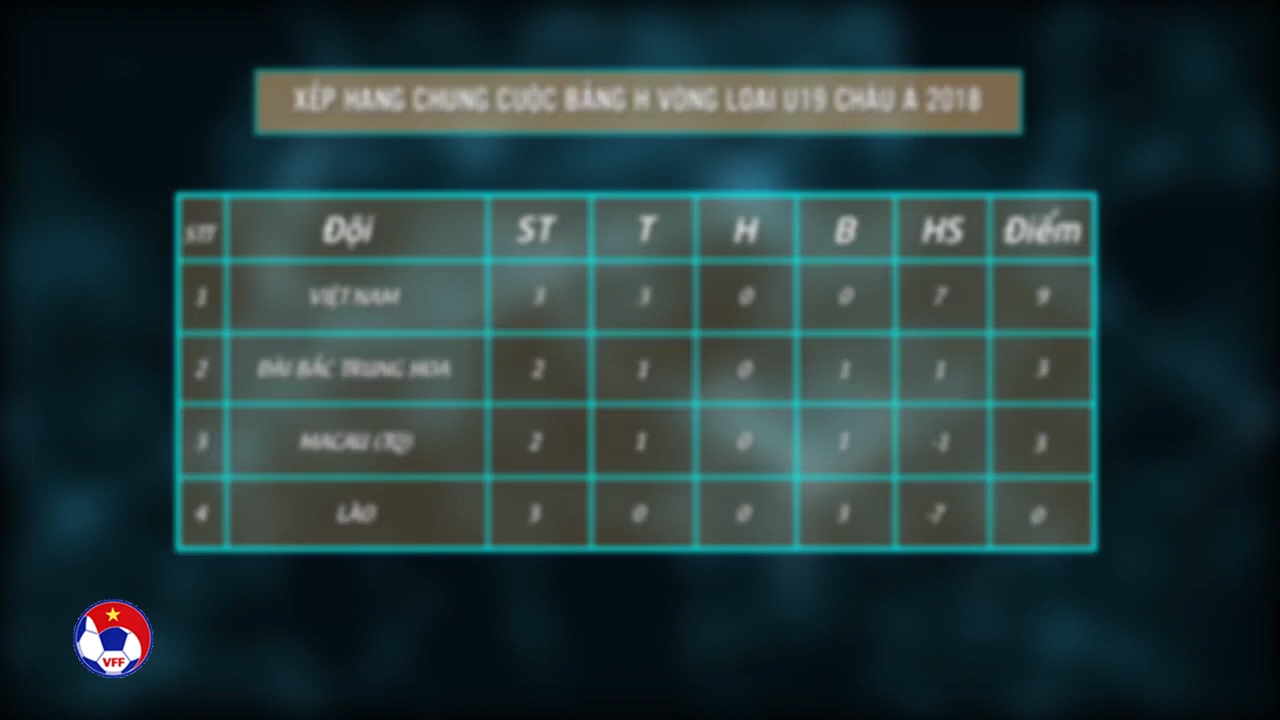 XẾP HẠNG CHUNG CUỘC BẢNG H VÒNG LOẠI U19 CHÂU Á 2018
STT Đội ST T H B HS Điểm
1 VIỆT NAM 3 3 0 0 7 9
2 ĐÀI BẮC TRUNG HOA 2 1 0 1 1 3
3 MACAU (TQ) 2 1 0 1 -1 3
4 LÀO 3 0 0 3 -7 0
VFF